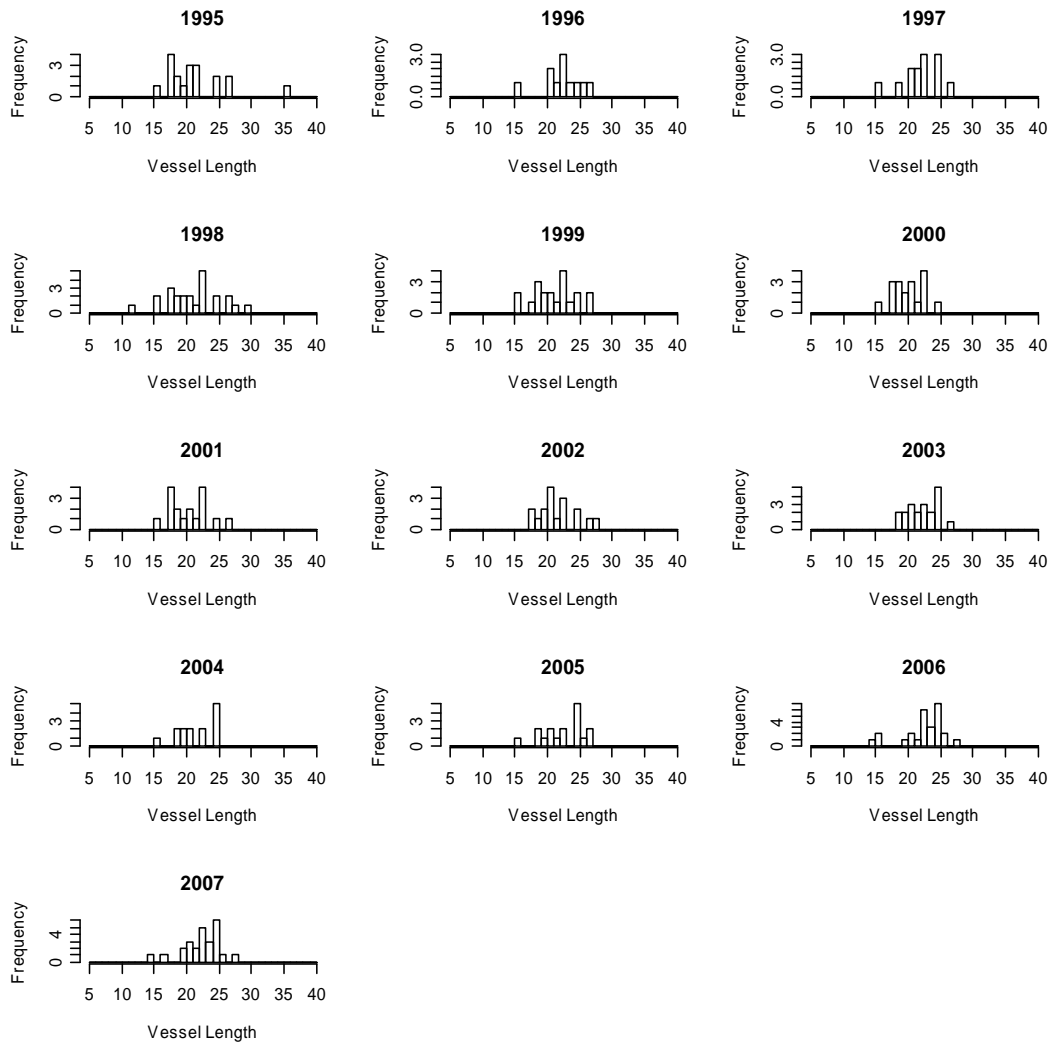 1995 1996 1997
Frequency Frequency Frequency
0 3 0 3 0.0 3.0
5 10 15 20 25 30 35 40 5 10 15 20 25 30 35 40 5 10 15 20 25 30 35 40
Vessel Length Vessel Length Vessel Length
1998 1999 2000
Frequency Frequency Frequency
0 3 0 3 0 3
5 10 15 20 25 30 35 40 5 10 15 20 25 30 35 40 5 10 15 20 25 30 35 40
Vessel Length Vessel Length Vessel Length
2001 2002 2003
Frequency Frequency Frequency
0 3 0 3 0 3
5 10 15 20 25 30 35 40 5 10 15 20 25 30 35 40 5 10 15 20 25 30 35 40
Vessel Length Vessel Length Vessel Length
2004 2005 2006
Frequency Frequency Frequency
0 3 0 3 0 4
5 10 15 20 25 30 35 40 5 10 15 20 25 30 35 40 5 10 15 20 25 30 35 40
Vessel Length Vessel Length Vessel Length
2007
Frequency
0 4
5 10 15 20 25 30 35 40
Vessel Length